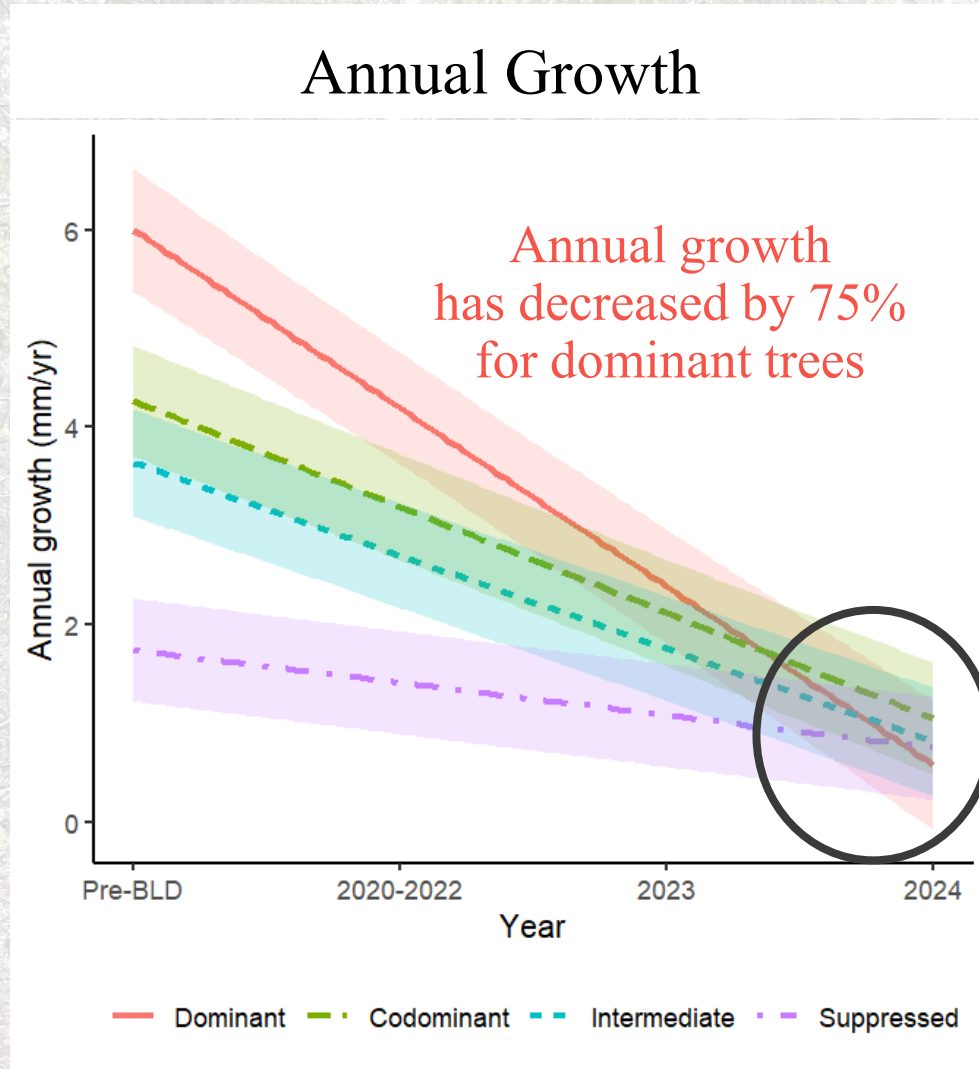 Annual Growth
Annual growth
has decreased by 75%
for dominant trees
Annual growth (mm/yr)
6
4
2
0
Pre-BLD 2020-2022 2023 2024
Year
Dominant Codominant Intermediate Suppressed